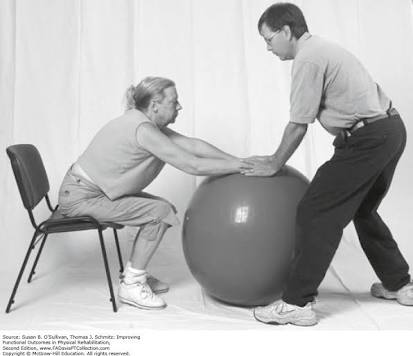 Source: Susan B. O'Sullivan, Thomas J. Schmitz: Improving
Functional Outcomes in Physical Rehabilitation,
Second Edition, www.FADavisPTCollection.com
Copyright © McGraw-Hill Education. All rights reserved.